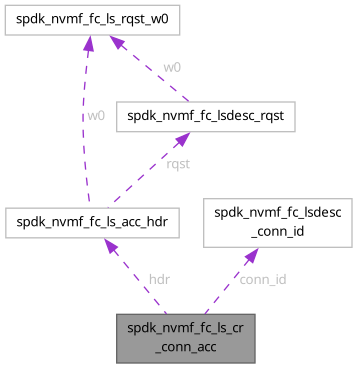 spdk_nvmf_fc_ls_rqst_w0
w0
spdk_nvmf_fc_lsdesc_rqst
w0
rqst
spdk_nvmf_fc_ls_acc_hdr
spdk_nvmf_fc_lsdesc
_conn_id
hdr
conn_id
spdk_nvmf_fc_ls_cr
_conn_acc